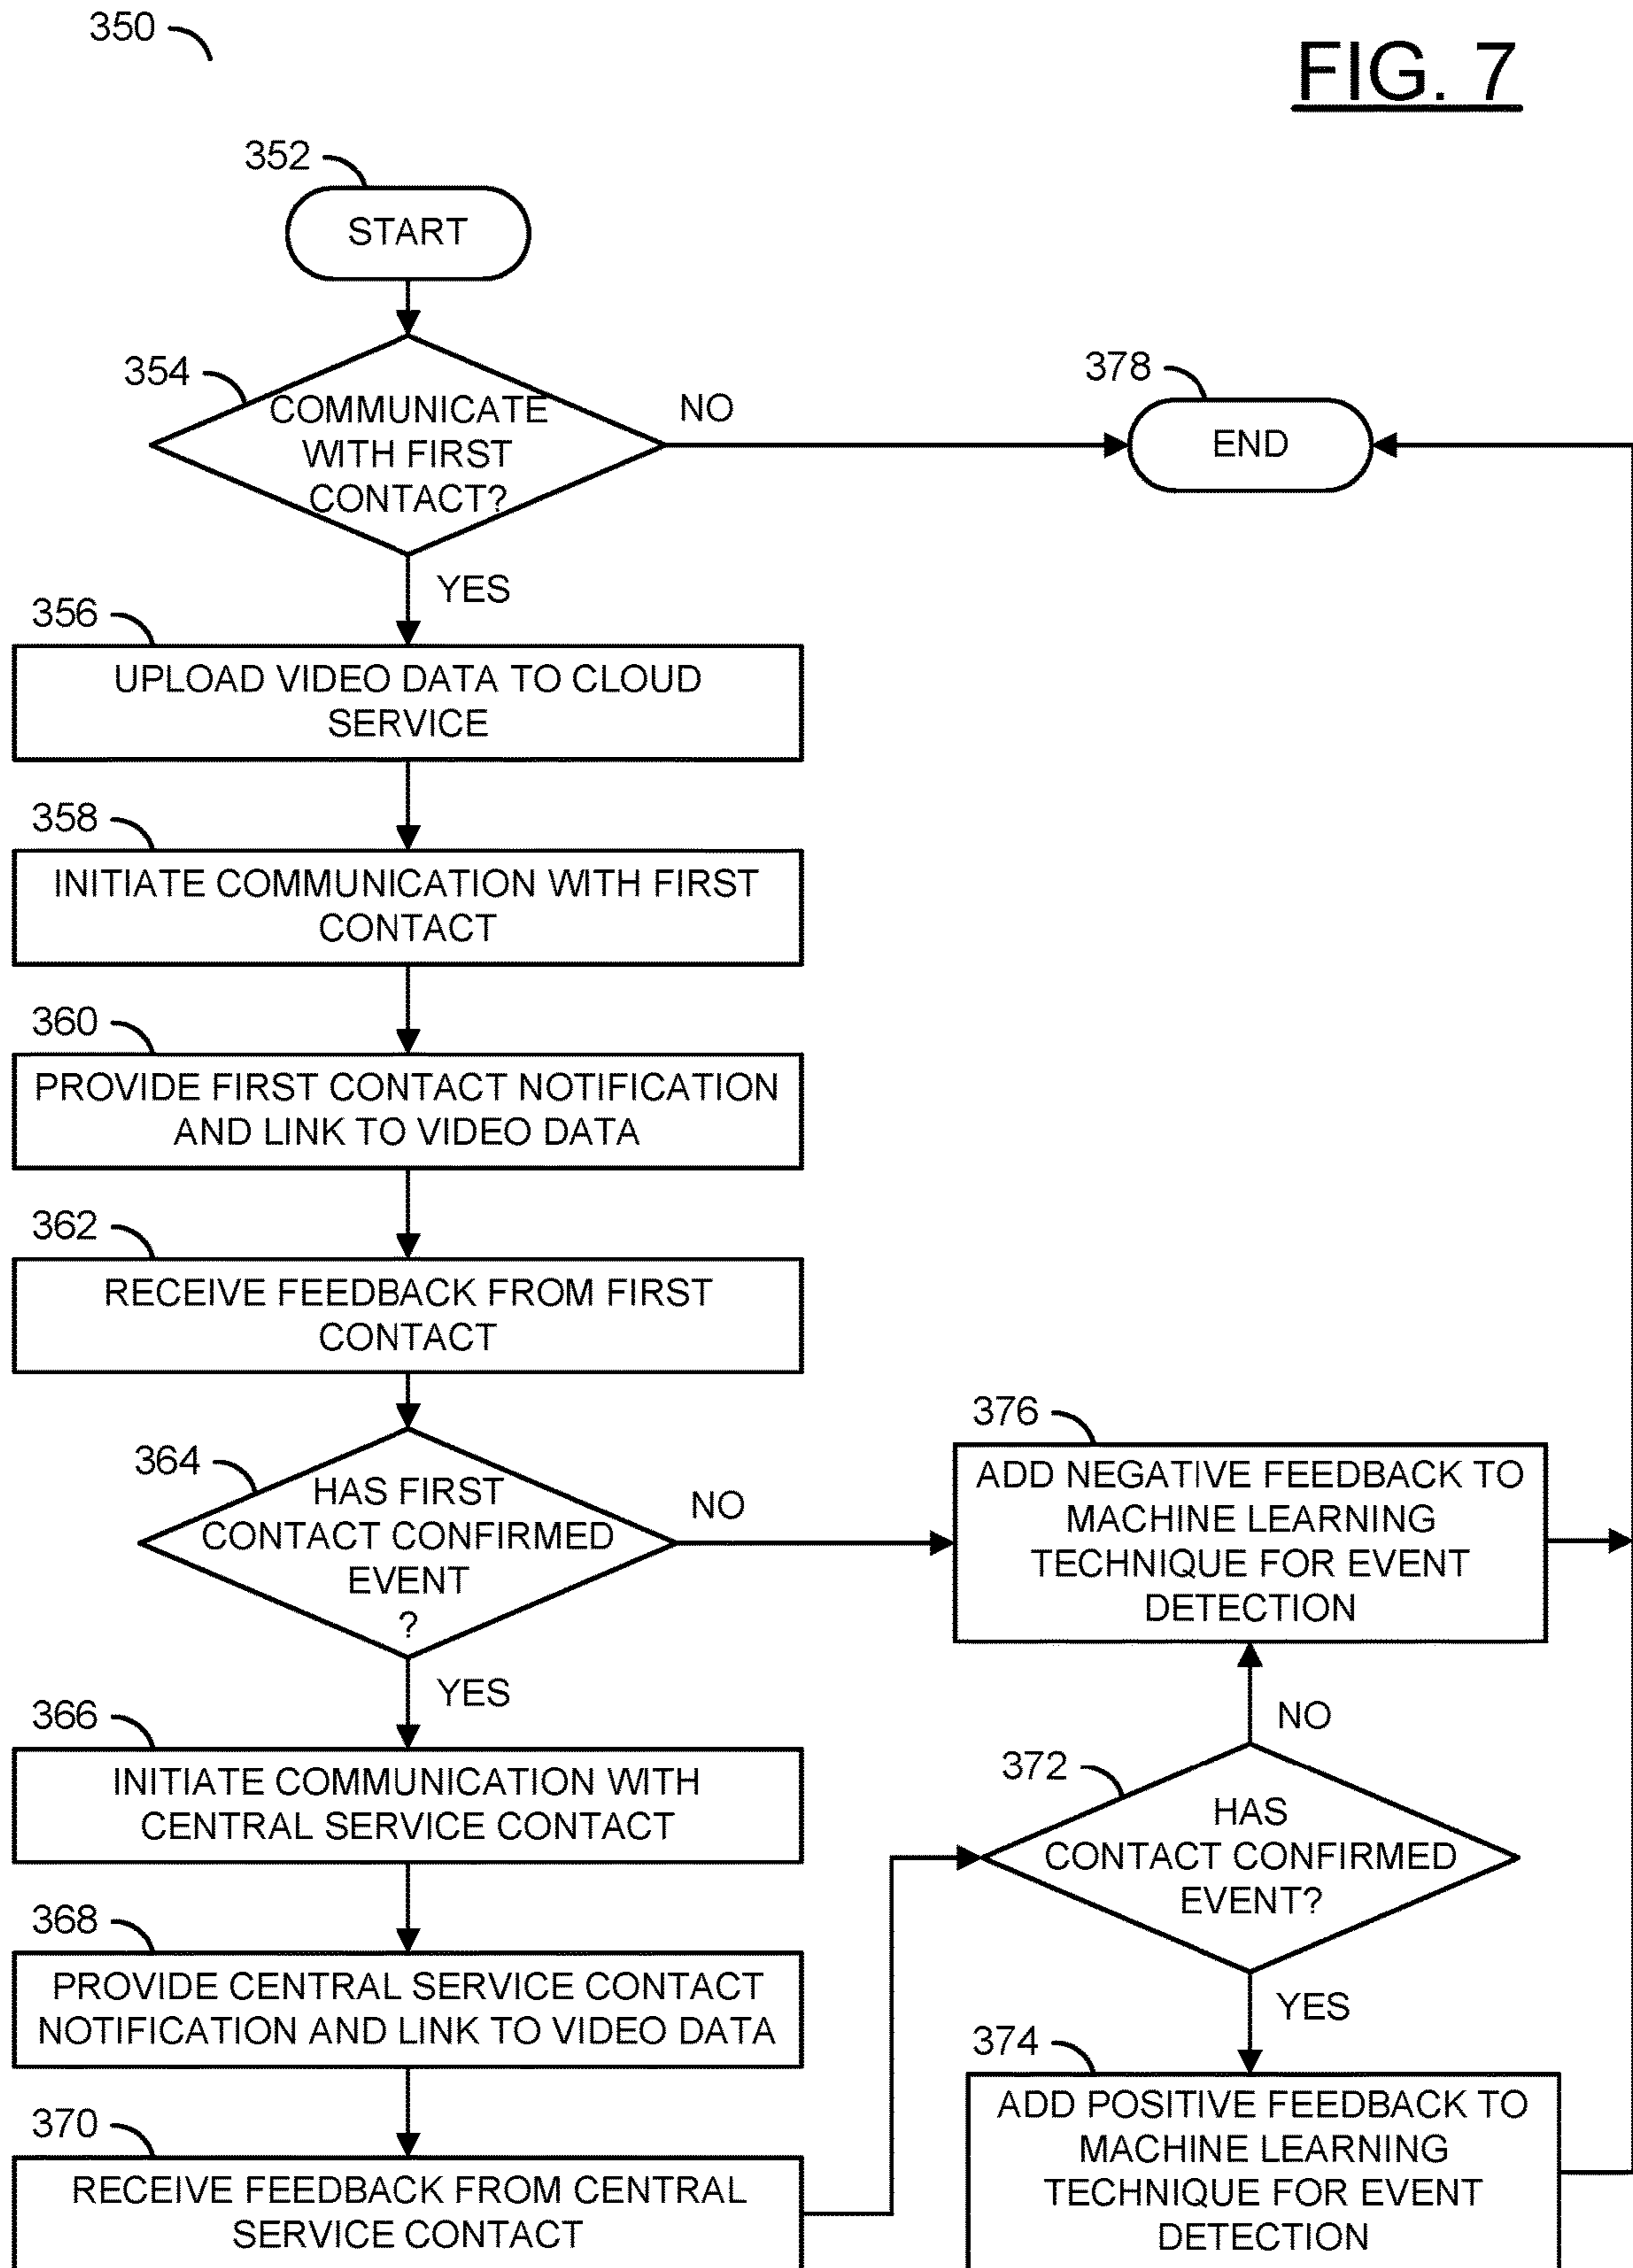 350
FIG. 7
352
START
354
COMMUNICATE
WITH FIRST
CONTACT?
NO
378
END
YES
356
UPLOAD VIDEO DATA TO CLOUD
SERVICE
358
INITIATE COMMUNICATION WITH FIRST
CONTACT
360
PROVIDE FIRST CONTACT NOTIFICATION
AND LINK TO VIDEO DATA
362
RECEIVE FEEDBACK FROM FIRST
CONTACT
364
HAS FIRST
CONTACT CONFIRMED
EVENT
?
NO
376
ADD NEGATIVE FEEDBACK TO
MACHINE LEARNING
TECHNIQUE FOR EVENT
DETECTION
YES
366
INITIATE COMMUNICATION WITH
CENTRAL SERVICE CONTACT
368
PROVIDE CENTRAL SERVICE CONTACT
NOTIFICATION AND LINK TO VIDEO DATA
370
RECEIVE FEEDBACK FROM CENTRAL
SERVICE CONTACT
NO
372
HAS
CONTACT CONFIRMED
EVENT?
YES
374
ADD POSITIVE FEEDBACK TO
MACHINE LEARNING
TECHNIQUE FOR EVENT
DETECTION